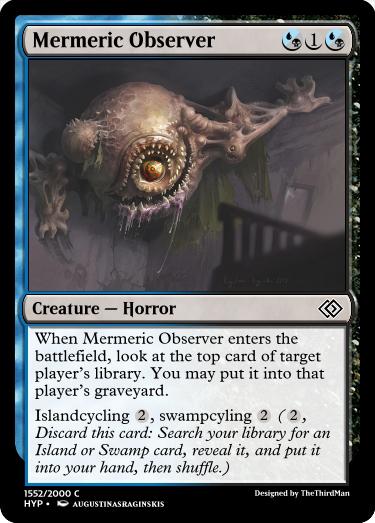 Mermeric Observer 1
Creature — Horror
When Mermeric Observer enters the
battlefield, look at the top card of target
player's library. You may put it into that
player's graveyard.
Islandcycling 2, swampcyling 2 (2,
Discard this card: Search your library for an
Island or Swamp card, reveal it, and put it
into your hand, then shuffle.)
1552/2000 C
HYP • AUGUSTINASRAGINSKIS
Designed by TheThirdMan